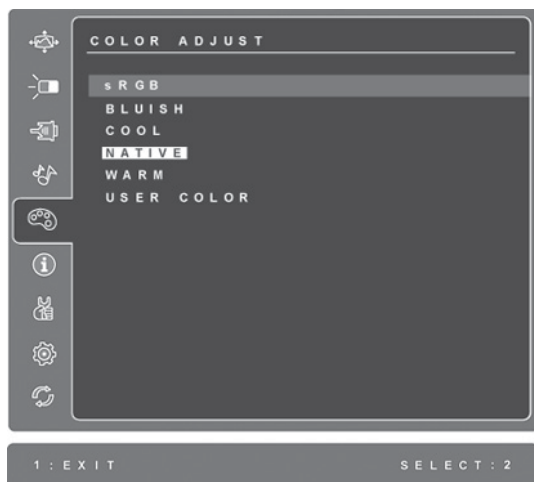 COLOR ADJUST
sRGB
BLUISH
COOL
NATIVE
WARM
USER COLOR
1:EXIT SELECT:2